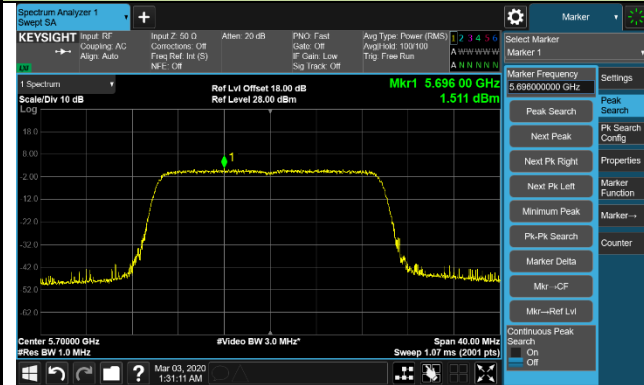 Spectrum Analyzer 1
Swept SA
Marker
KEYSIGHT
Input: RF
Coupling: AC
Align: Auto
Input Z: 50 Ω
Corrections: Off
Freq Ref: Int (S)
NFE: Off
Atten: 20 dB
PNO: Fast
Gate: Off
IF Gain: Low
Sig Track: Off
Avg Type: Power (RMS)
Avg|Hold: 100/100
Trig: Free Run
1 2 3 4 5 6
A W W W W W
A N N N N N
LXI
1 Spectrum
Scale/Div 10 dB
Log
Ref Lvl Offset 18.00 dB
Ref Level 28.00 dBm
Mkr1 5.696 00 GHz
1.511 dBm
18.0
8.00
-2.00
-12.0
-22.0
-32.0
-42.0
-52.0
-62.0
1
Center 5.70000 GHz
#Res BW 1.0 MHz
#Video BW 3.0 MHz*
Span 40.00 MHz
Sweep 1.07 ms (2001 pts)
Select Marker
Marker 1
Marker Frequency
5.696000000 GHz
Peak Search
Next Peak
Next Pk Right
Next Pk Left
Minimum Peak
Pk-Pk Search
Marker Delta
Mkr→CF
Mkr→Ref Lvl
Continuous Peak
Search
On
Off
Settings
Peak
Search
Pk Search
Config
Properties
Marker
Function
Marker→
Counter
?
Mar 03, 2020
1:31:11 AM